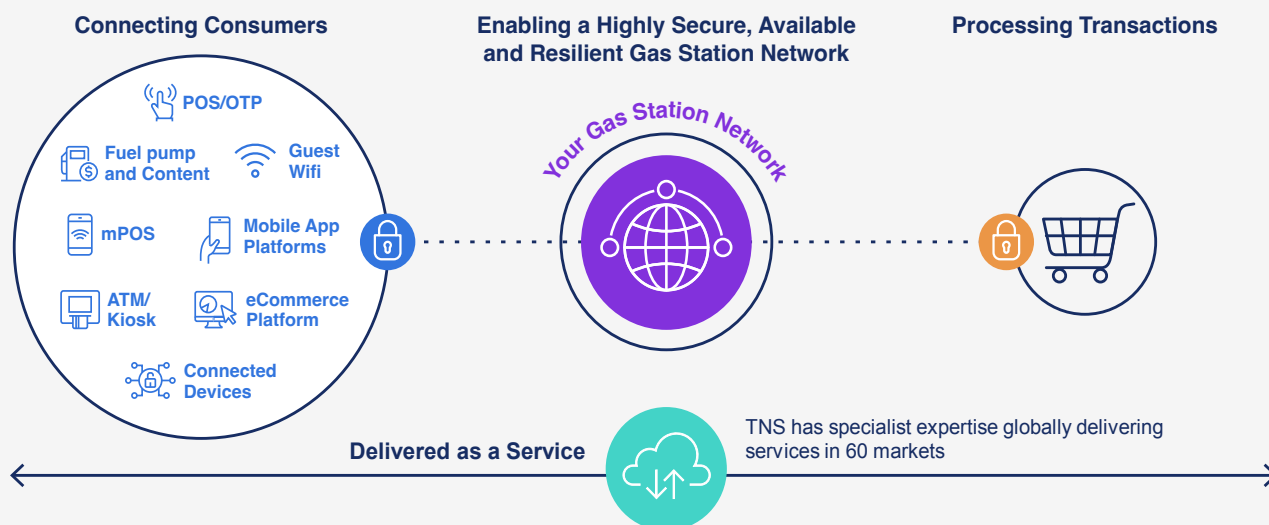 Connecting Consumers
Enabling a Highly Secure, Available
and Resilient Gas Station Network
Processing Transactions
POS/OTP
Fuel pump
and Content
Guest
Wifi
mPOS
Mobile App
Platforms
ATM/
Kiosk
eCommerce
Platform
Connected
Devices
Your Gas Station Network
Delivered as a Service
TNS has specialist expertise globally delivering
services in 60 markets